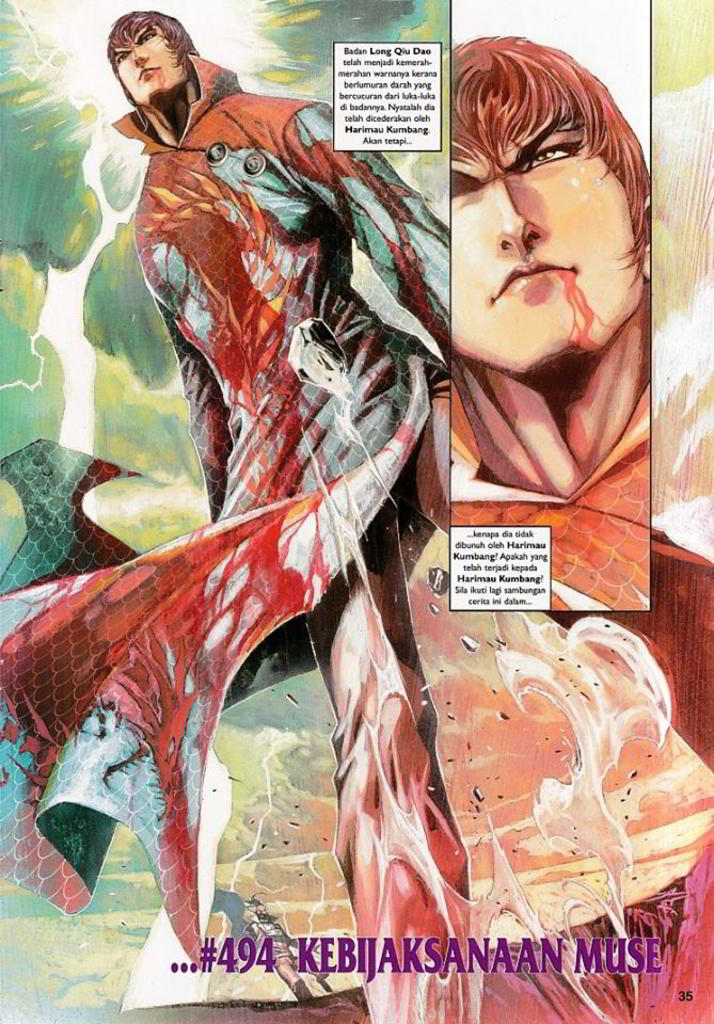 Badan Long Qiu Dao
telah menjadi kemerah-
merahan warnanya kerana
berlumuran darah yang
bercucuran dari luka-luka
di badannya. Nyatalah dia
telah dicederakan oleh
Harimau Kumbang.
Akan tetapi...
...kenapa dia tidak
dibunuh oleh Harimau
Kumbang? Apakah yang
telah terjadi kepada
Harimau Kumbang?
Sila ikuti lagi sambungan
cerita ini dalam...
...#494 KEBIJAKSANAAN MUSE
35